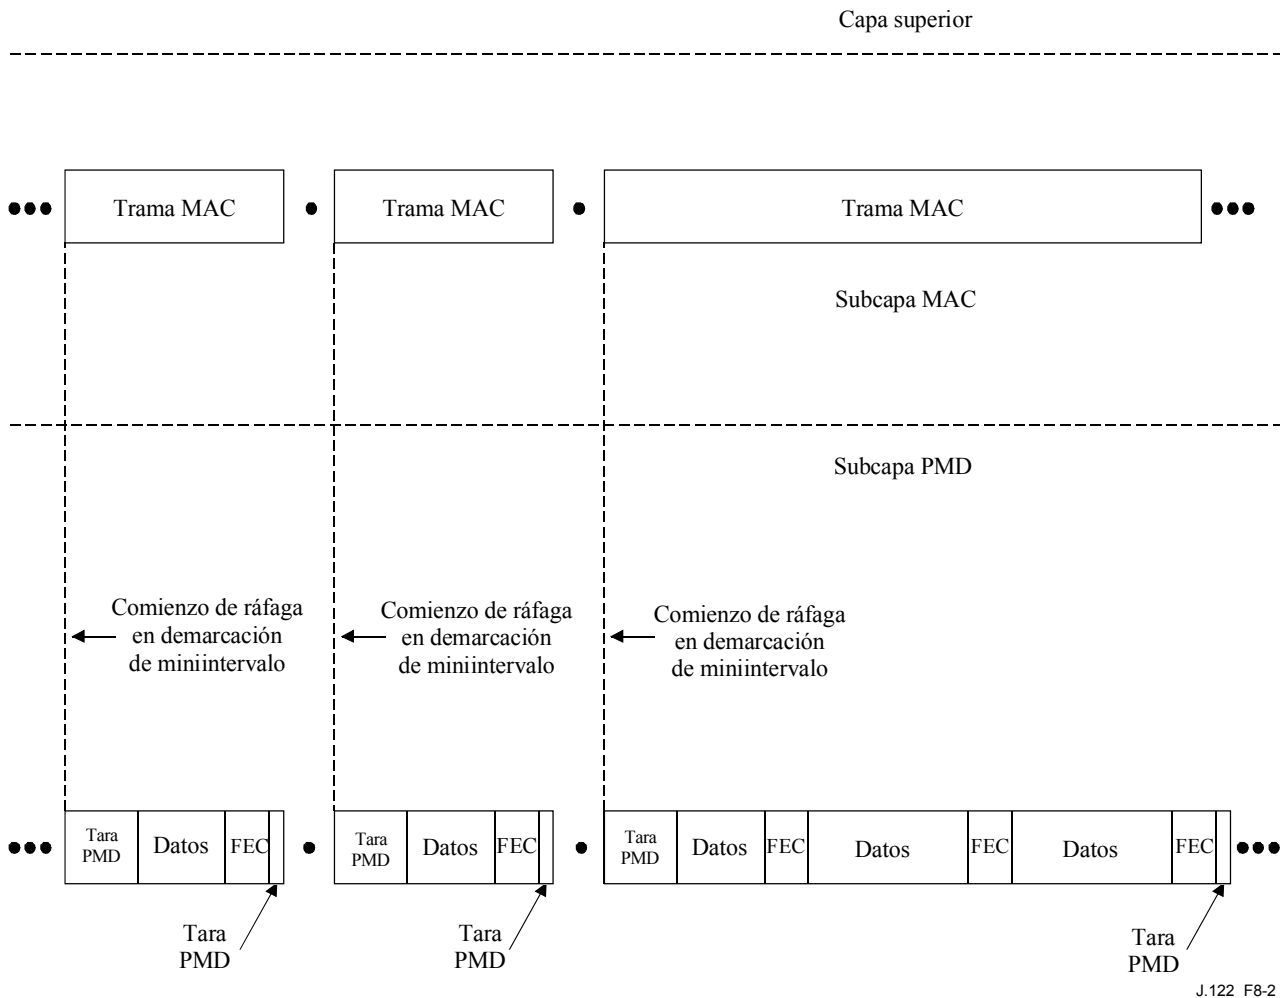 Capa superior
Trama MAC
Trama MAC
Trama MAC
Subcapa MAC
Subcapa PMD
Comienzo de ráfaga
en demarcación
de miniintervalo
Comienzo de ráfaga
en demarcación
de miniintervalo
Comienzo de ráfaga
en demarcación
de miniintervalo
Tara
PMD
Datos
FEC
Tara
PMD
Datos
FEC
Tara
PMD
Datos
FEC
Datos
FEC
Datos
FEC
Tara
PMD
Tara
PMD
Tara
PMD
J.122_F8-2